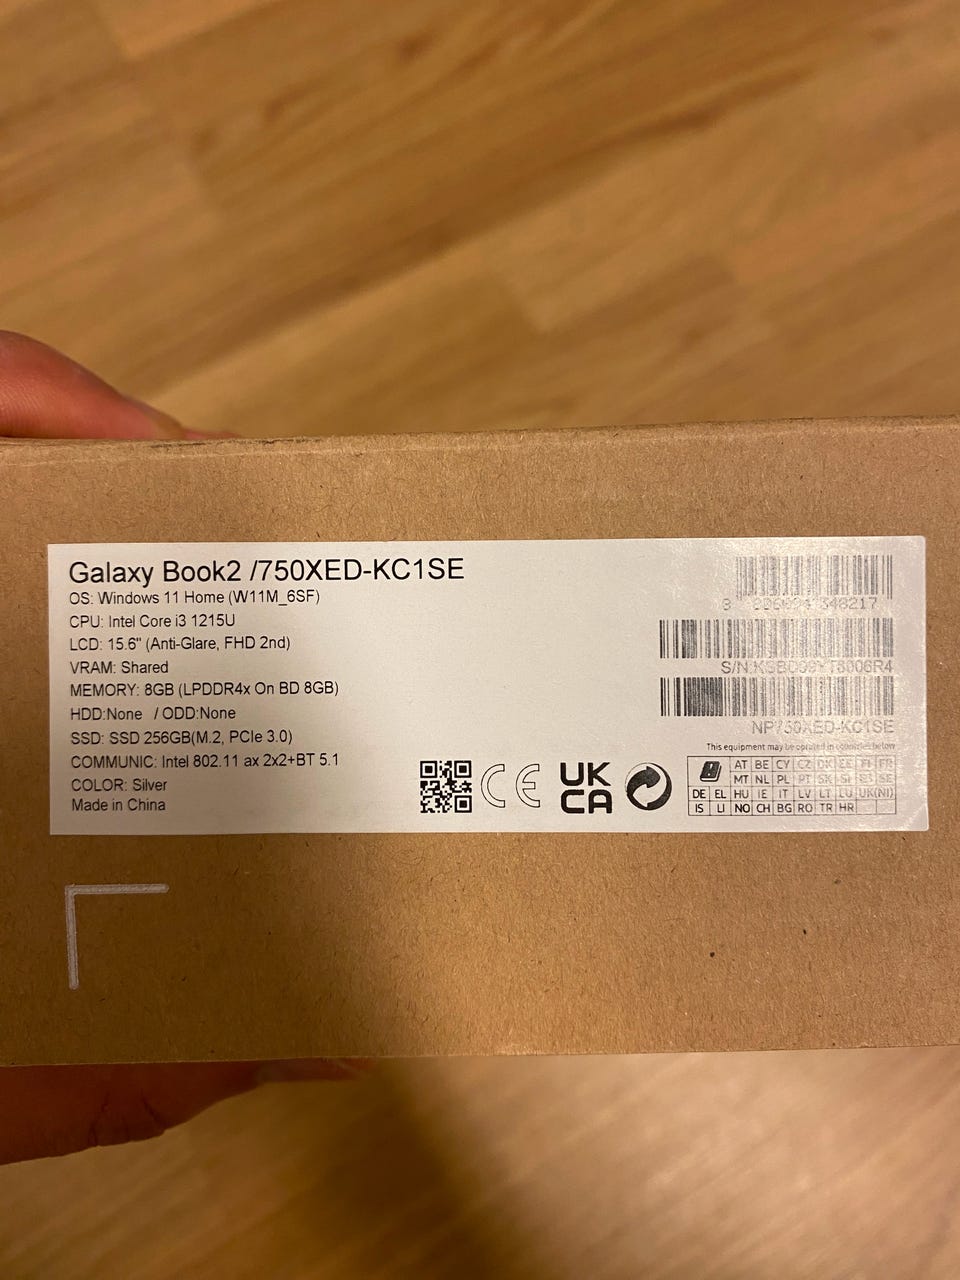 Galaxy Book2 /750XED-KC1SE
OS: Windows 11 Home (W11M_6SF)
CPU: Intel Core i3 1215U
LCD: 15.6" (Anti-Glare, FHD 2nd)
VRAM: Shared
MEMORY: 8GB (LPDDR4x On BD 8GB)
HDD:None / ODD:None
SSD: SSD 256GB(M.2, PCIe 3.0)
COMMUNIC: Intel 802.11 ax 2x2+BT 5.1
COLOR: Silver
Made in China
CE
UK
CA
8 348217
S/N:
NP750XED-KC1SE
This equipment may be operated in countries below
AT BE CY CZ DK EE FI FR
MT NL PL PT SK SI ES SE
DE EL HU IE IT LV LT LU UK(NI)
IS LI NO CH BG RO TR HR